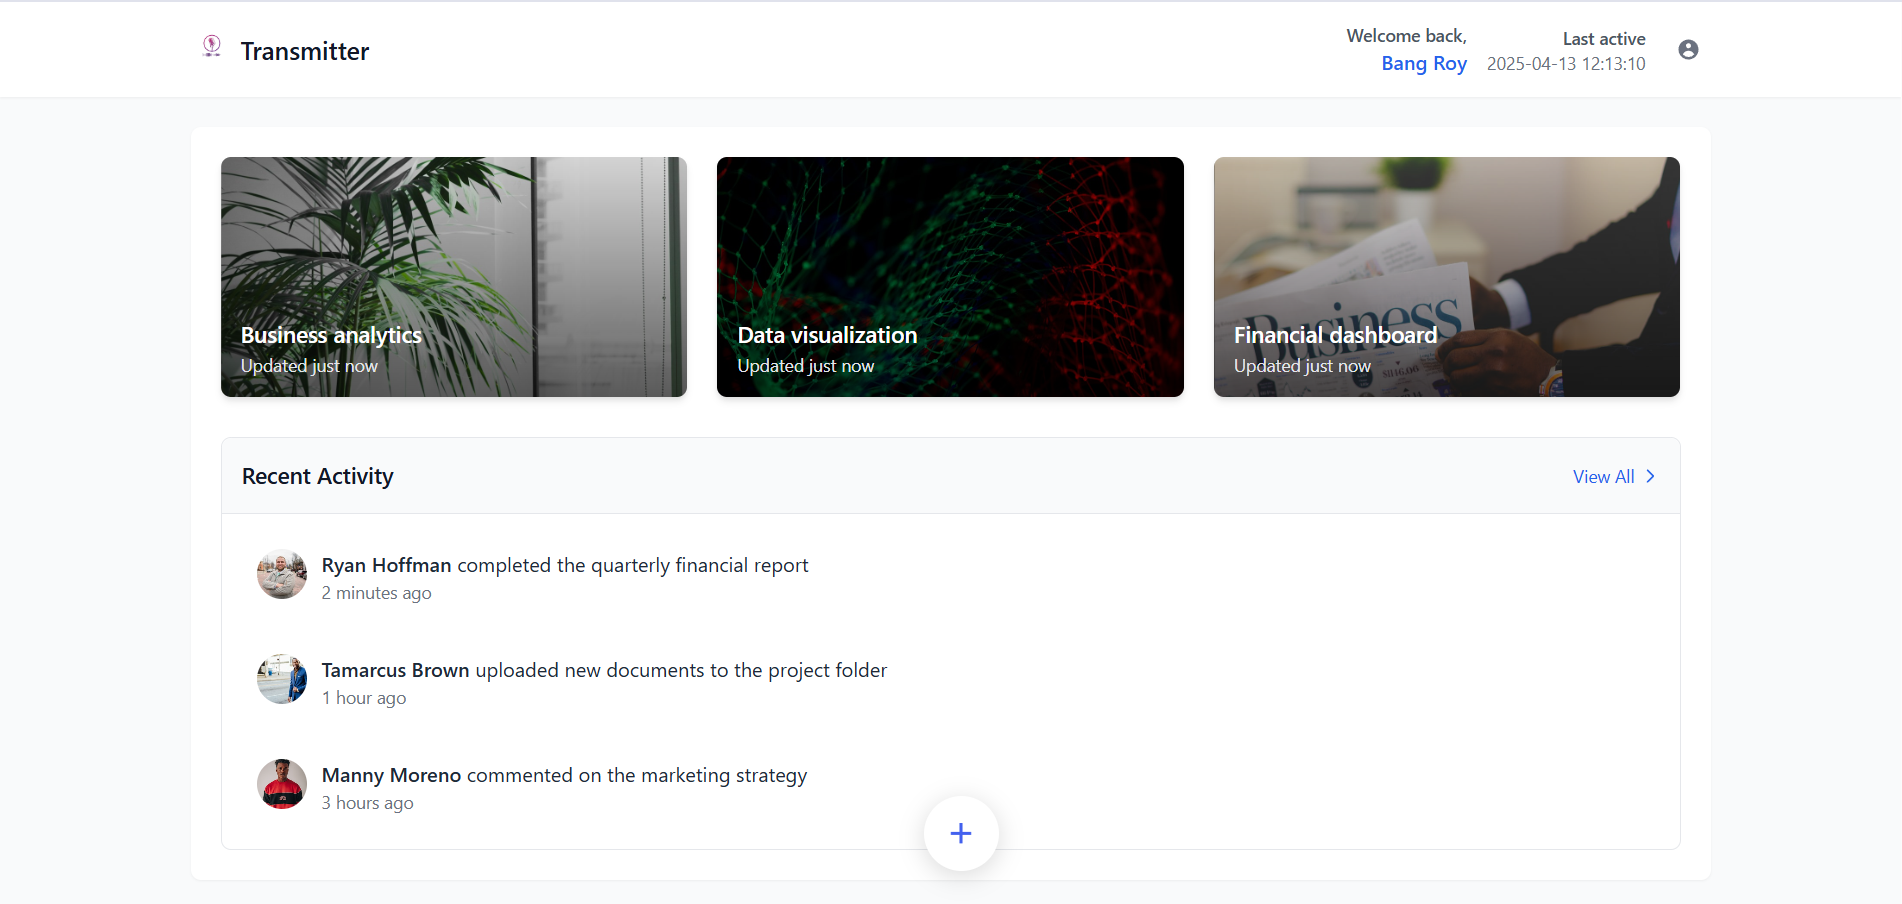 Transmitter
Welcome back,
Bang Roy
Last active
2025-04-13 12:13:10
Business analytics
Updated just now
Data visualization
Updated just now
Business
Financial dashboard
Updated just now
Recent Activity
View All
Ryan Hoffman completed the quarterly financial report
2 minutes ago
Tamarcus Brown uploaded new documents to the project folder
1 hour ago
Manny Moreno commented on the marketing strategy
3 hours ago